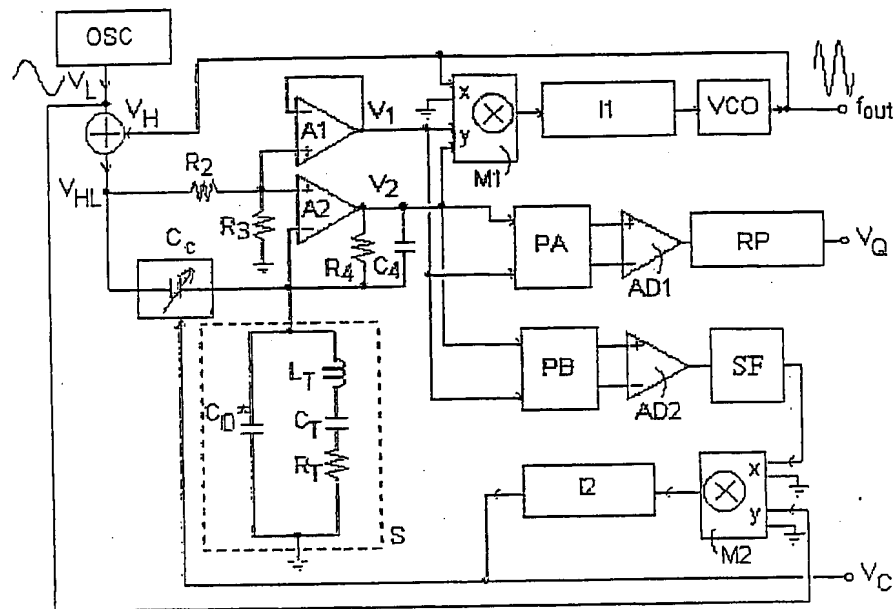 OSC
V_L
V_H
V_HL
R_2
R_3
C_c
A1
A2
V_1
V_2
R_4
C_4
x
y
M1
I1
VCO
f_out
PA
AD1
RP
V_Q
PB
AD2
SF
L_T
C_T
R_T
C_D*
S
I2
x
y
M2
V_C